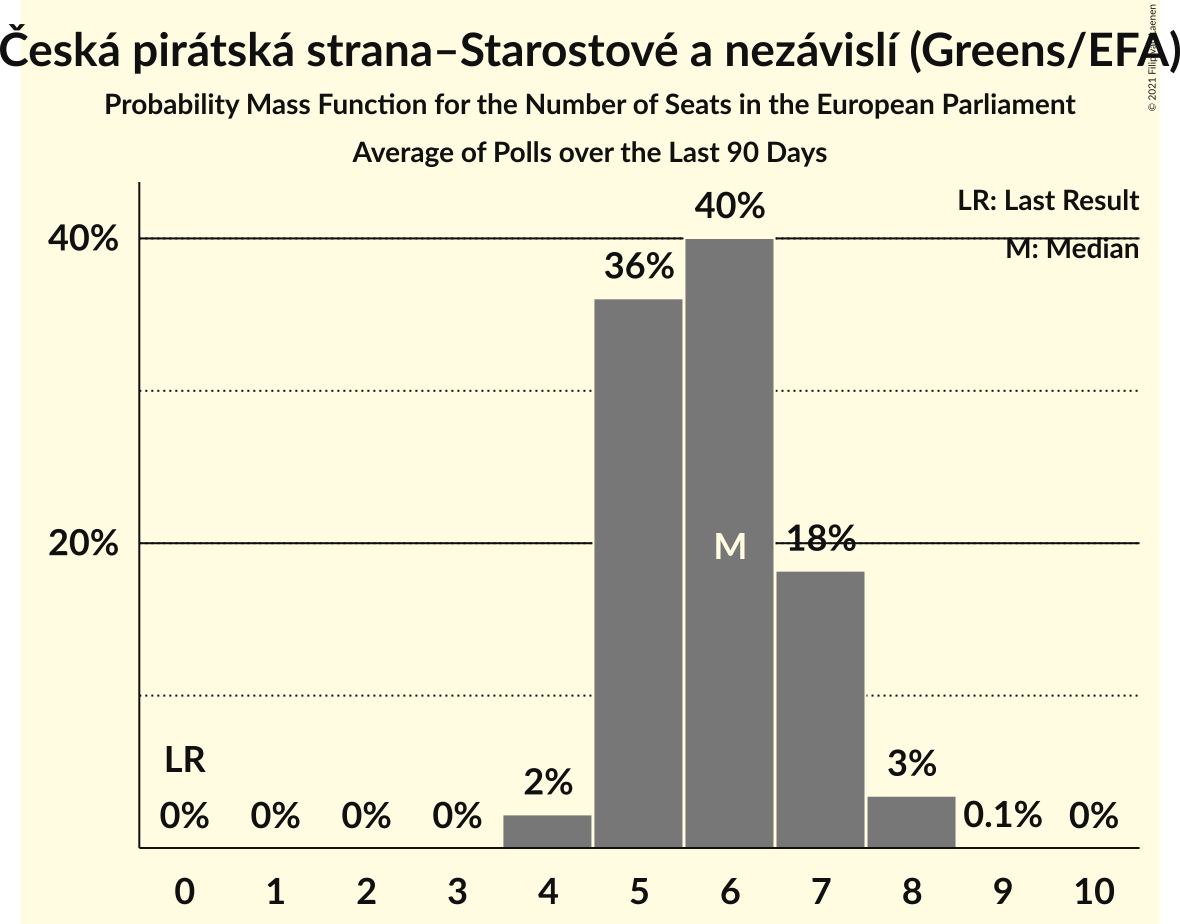 Česká pirátská strana–Starostové a nezávislí (Greens/EFA)
Probability Mass Function for the Number of Seats in the European Parliament
Average of Polls over the Last 90 Days
© 2021 Filip
LR: Last Result
M: Median
40%
20%
40%
36%
M
18%
LR
0%
0%
0%
0%
2%
3%
0.1%
0%
0 1 2 3 4 5 6 7 8 9 10